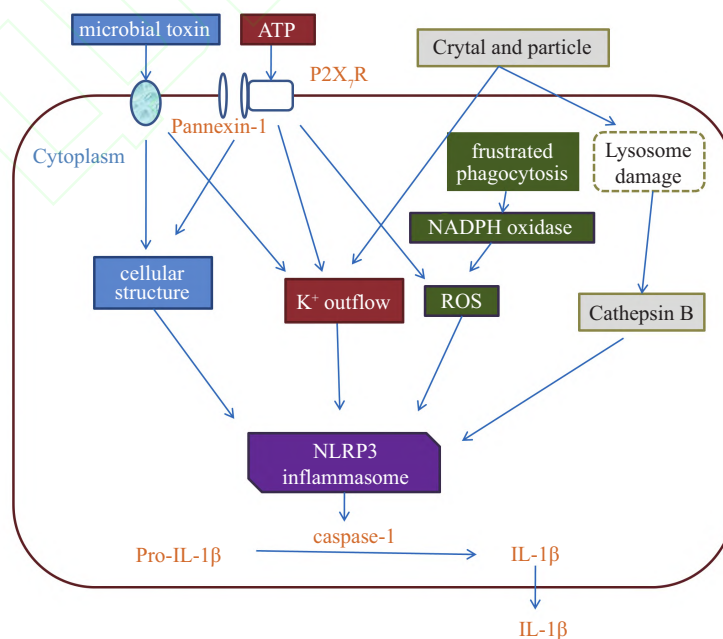 microbial toxin
ATP
P2X₇R
Crytal and particle
Pannexin-1
Cytoplasm
frustrated
phagocytosis
Lysosome
damage
NADPH oxidase
cellular
structure
K⁺ outflow
ROS
Cathepsin B
NLRP3
inflammasome
caspase-1
Pro-IL-1β
IL-1β
IL-1β